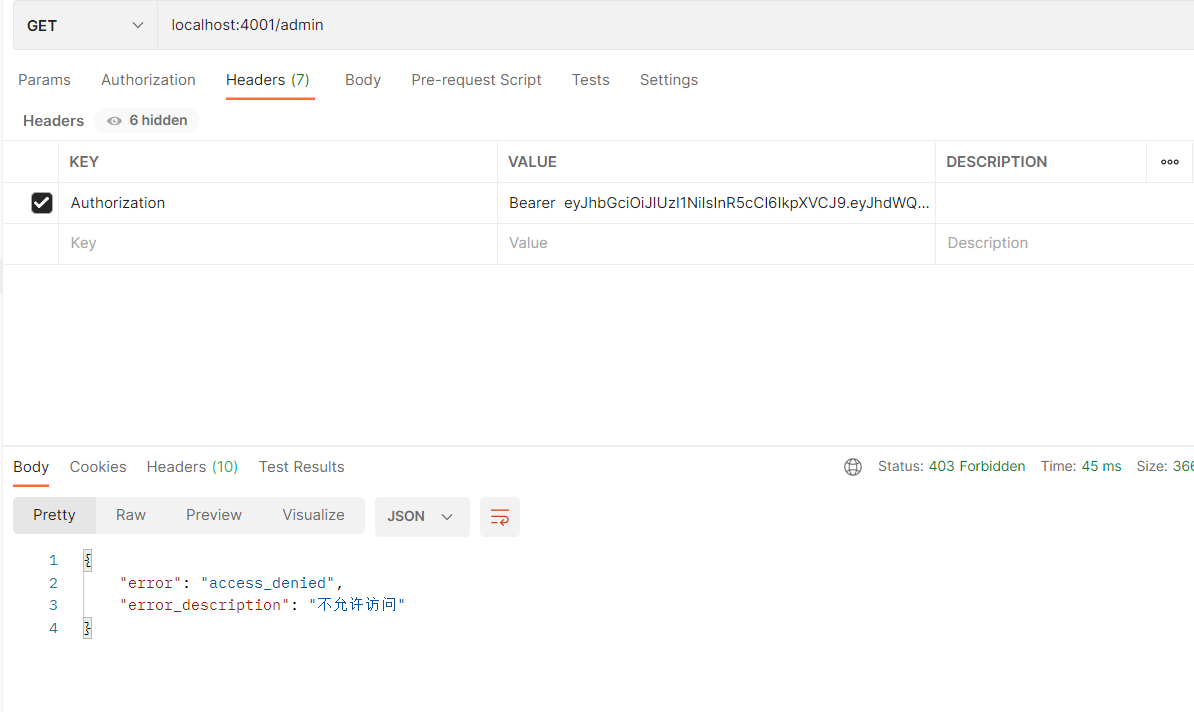 GET localhost:4001/admin
Params Authorization Headers (7) Body Pre-request Script Tests Settings
Headers 6 hidden
KEY VALUE DESCRIPTION
Authorization Bearer eyJhbGciOiJIUzI1NiIsInR5cCI6IkpXVCJ9.eyJhdWQ...
Key Value Description
Body Cookies Headers (10) Test Results Status: 403 Forbidden Time: 45 ms Size: 366
Pretty Raw Preview Visualize JSON
1 {
2 "error": "access_denied",
3 "error_description": "不允许访问"
4 }